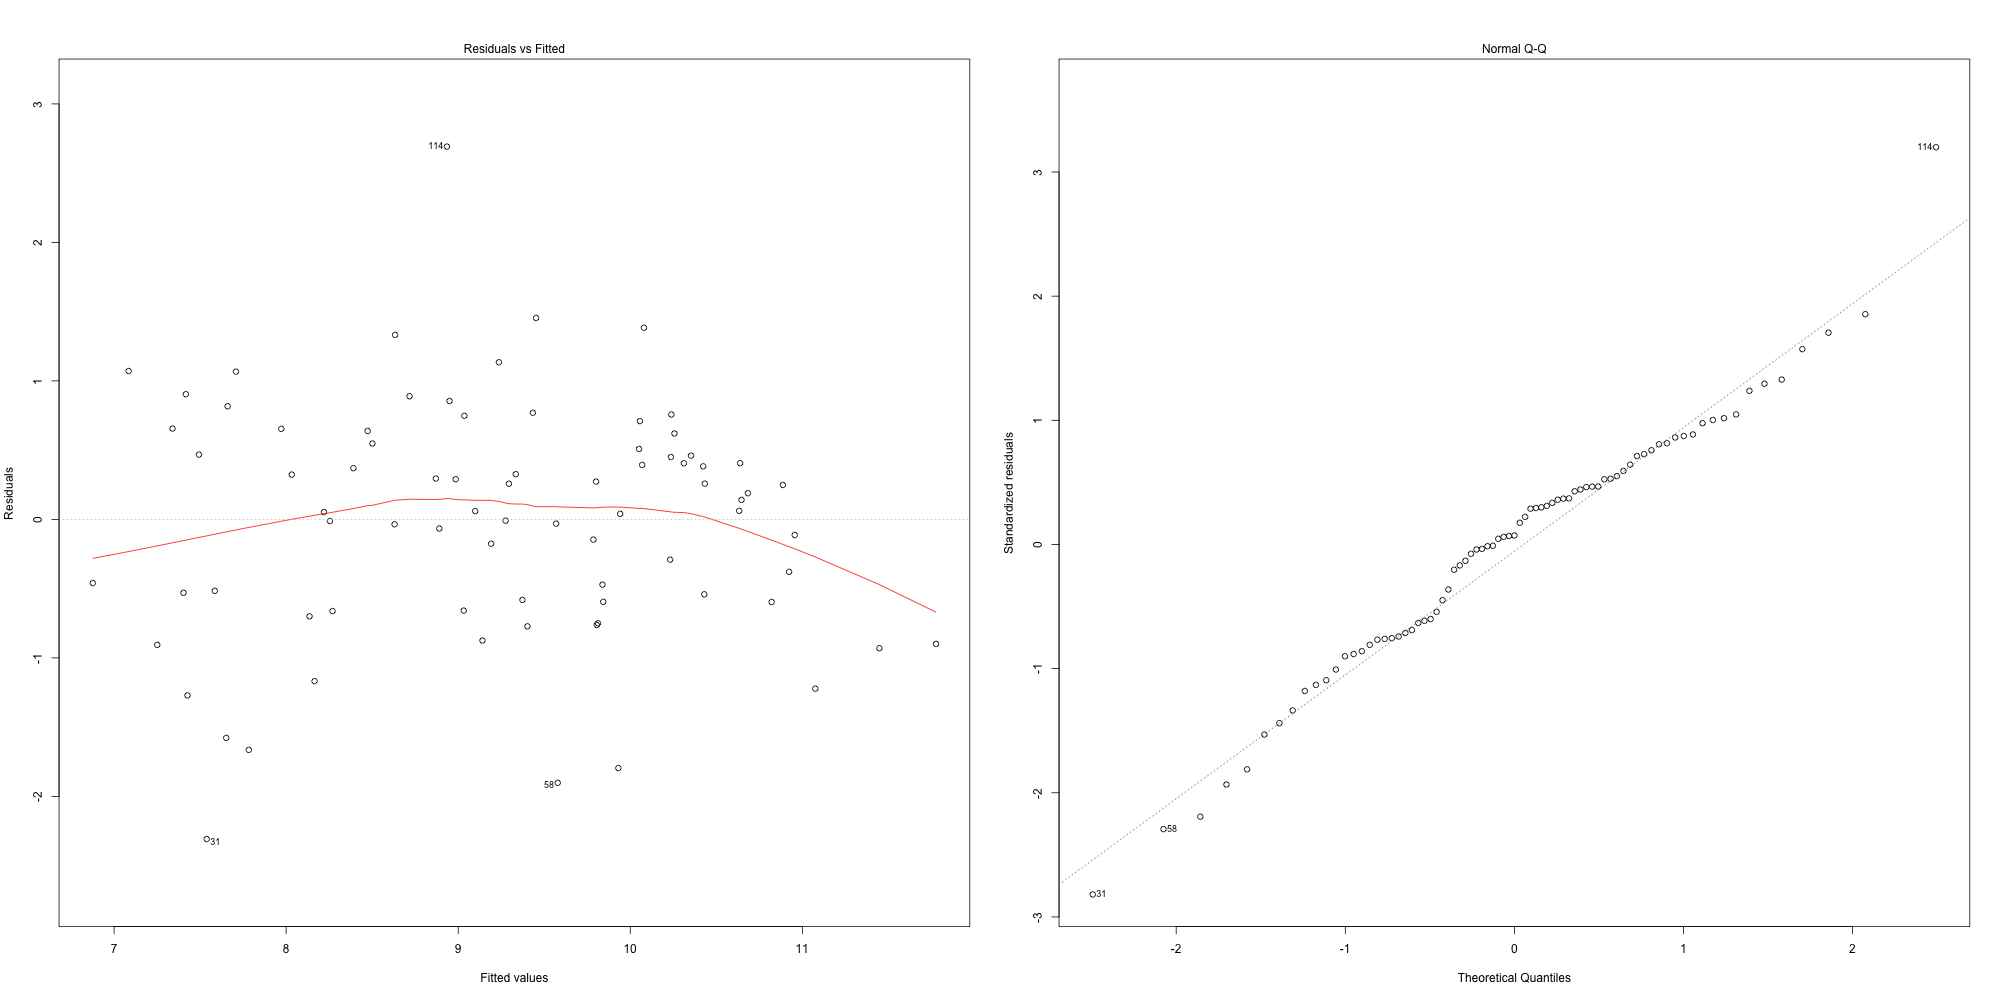 Residuals vs Fitted
3
2
1
0
-1
-2
Residuals
114
58
31
7 8 9 10 11
Fitted values
Normal Q-Q
3
2
1
0
-1
-2
-3
Standardized residuals
114
58
31
-2 -1 0 1 2
Theoretical Quantiles